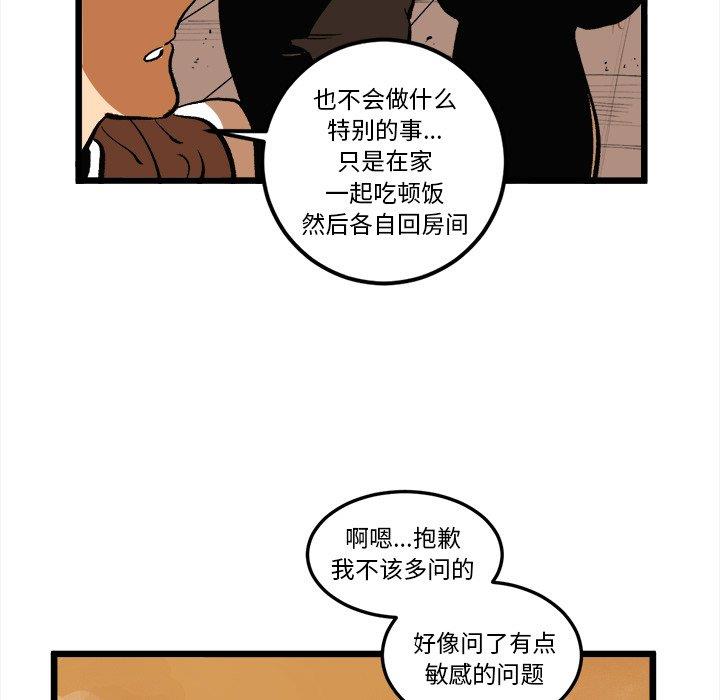 也不会做什么
特别的事...
只是在家
一起吃顿饭
然后各自回房间
啊嗯...抱歉
我不该多问的
好像问了有点
敏感的问题